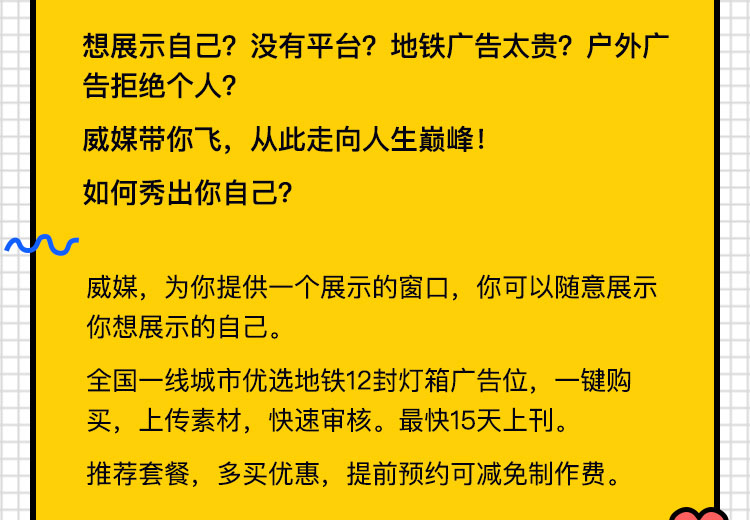 想展示自己？没有平台？地铁广告太贵？户外广
告拒绝个人？
威媒带你飞，从此走向人生巅峰！
如何秀出你自己？
威媒，为你提供一个展示的窗口，你可以随意展示
你想展示的自己。
全国一线城市优选地铁12封灯箱广告位，一键购
买，上传素材，快速审核。最快15天上刊。
推荐套餐，多买优惠，提前预约可减免制作费。